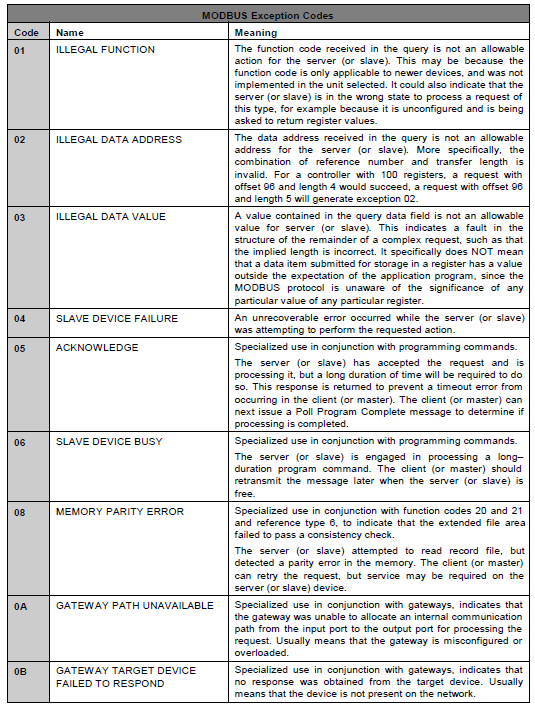 MODBUS Exception Codes
Code Name Meaning
01 ILLEGAL FUNCTION The function code received in the query is not an allowable
action for the server (or slave). This may be because the
function code is only applicable to newer devices, and was not
implemented in the unit selected. It could also indicate that the
server (or slave) is in the wrong state to process a request of
this type, for example because it is unconfigured and is being
asked to return register values.
02 ILLEGAL DATA ADDRESS The data address received in the query is not an allowable
address for the server (or slave). More specifically, the
combination of reference number and transfer length is
invalid. For a controller with 100 registers, a request with
offset 96 and length 4 would succeed, a request with offset 96
and length 5 will generate exception 02.
03 ILLEGAL DATA VALUE A value contained in the query data field is not an allowable
value for server (or slave). This indicates a fault in the
structure of the remainder of a complex request, such as that
the implied length is incorrect. It specifically does NOT mean
that a data item submitted for storage in a register has a value
outside the expectation of the application program, since the
MODBUS protocol is unaware of the significance of any
particular value of any particular register.
04 SLAVE DEVICE FAILURE An unrecoverable error occurred while the server (or slave)
was attempting to perform the requested action.
05 ACKNOWLEDGE Specialized use in conjunction with programming commands.
The server (or slave) has accepted the request and is
processing it, but a long duration of time will be required to do
so. This response is returned to prevent a timeout error from
occurring in the client (or master). The client (or master) can
next issue a Poll Program Complete message to determine if
processing is completed.
06 SLAVE DEVICE BUSY Specialized use in conjunction with programming commands.
The server (or slave) is engaged in processing a long–
duration program command. The client (or master) should
retransmit the message later when the server (or slave) is
free.
08 MEMORY PARITY ERROR Specialized use in conjunction with function codes 20 and 21
and reference type 6, to indicate that the extended file area
failed to pass a consistency check.
The server (or slave) attempted to read record file, but
detected a parity error in the memory. The client (or master)
can retry the request, but service may be required on the
server (or slave) device.
0A GATEWAY PATH UNAVAILABLE Specialized use in conjunction with gateways, indicates that
the gateway was unable to allocate an internal communication
path from the input port to the output port for processing the
request. Usually means that the gateway is misconfigured or
overloaded.
0B GATEWAY TARGET DEVICE Specialized use in conjunction with gateways, indicates that
FAILED TO RESPOND no response was obtained from the target device. Usually
means that the device is not present on the network.